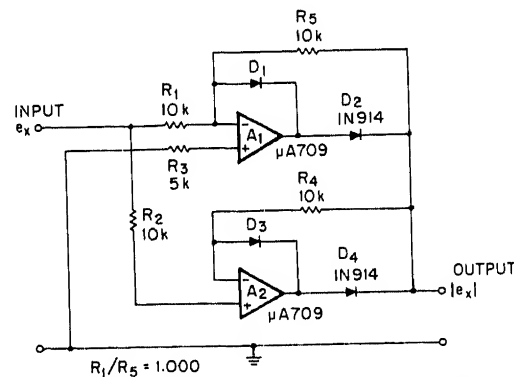 R5
10k
D1
R1
10k
INPUT
ex
D2
IN914
−
A1
+
μA709
R3
5k
R4
10k
R2
10k
D3
D4
IN914
−
A2
+
μA709
OUTPUT
|ex|
R1/R5 = 1.000